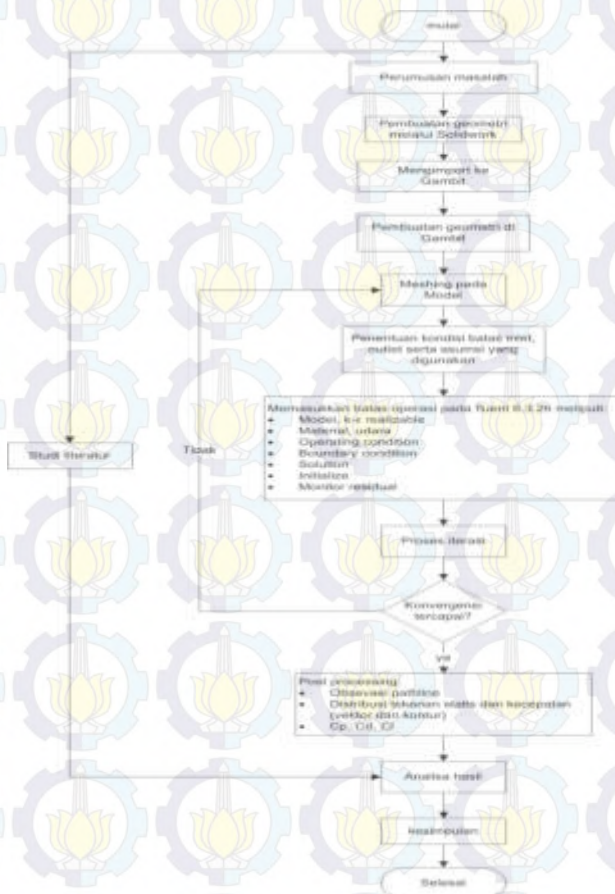 mulai
Perumusan masalah
Pembuatan geometri
melalui Solidwork
Mengimport ke
Gambit
Pembuatan geometri di
Gambit
Meshing pada
Model
Penentuan kondisi batas inlet,
outlet serta asumsi yang
digunakan
Memasukkan batas operasi pada fluent 6.3.26 meliputi:
• Model, k-ε realizable
• Material, udara
• Operating condition
• Boundary condition
• Solution
• Initialize
• Monitor residual
Studi literatur
Tidak
Proses iterasi
Konvergensi
tercapai?
ya
Post processing
• Obsevasi pathline
• Distribusi tekanan statis dan kecepatan
(vektor dan kontur)
• Cp, Cd, Cl
Analisa hasil
kesimpulan
Selesai